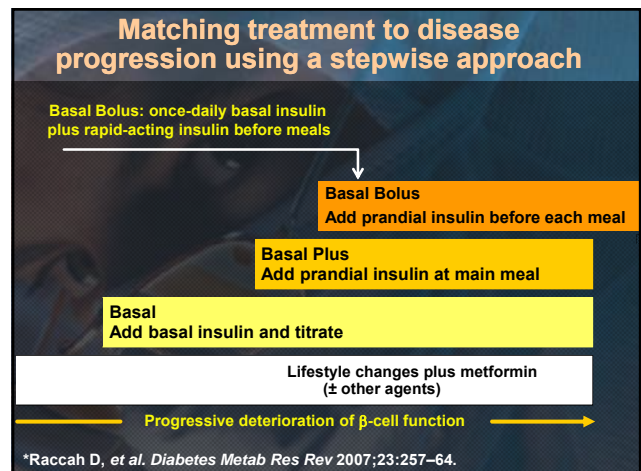 Matching treatment to disease
progression using a stepwise approach
Basal Bolus: once-daily basal insulin
plus rapid-acting insulin before meals
Basal Bolus
Add prandial insulin before each meal
Basal Plus
Add prandial insulin at main meal
Basal
Add basal insulin and titrate
Lifestyle changes plus metformin
(± other agents)
Progressive deterioration of β-cell function
*Raccah D, et al. Diabetes Metab Res Rev 2007;23:257–64.